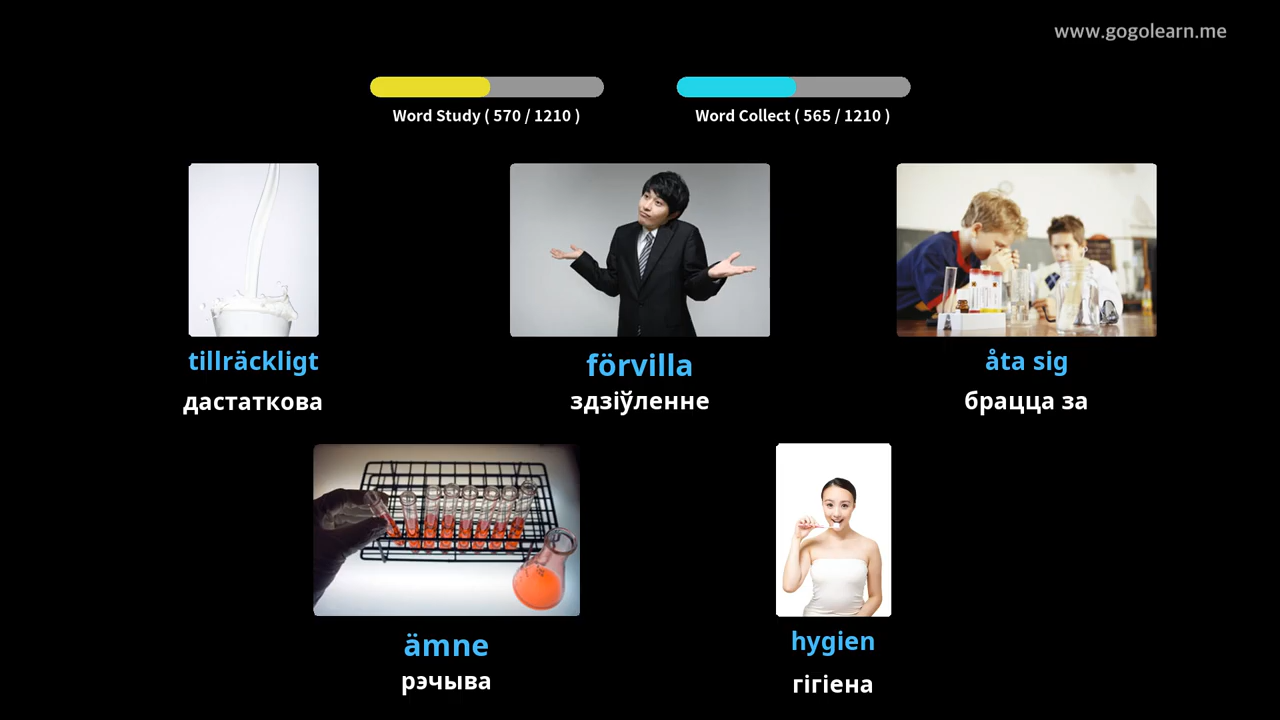 www.gogolearn.me
Word Study ( 570 / 1210 )
Word Collect ( 565 / 1210 )
tillräckligt
дастаткова
förvilla
здзіўленне
åta sig
брацца за
ämne
рэчыва
hygien
гігіена